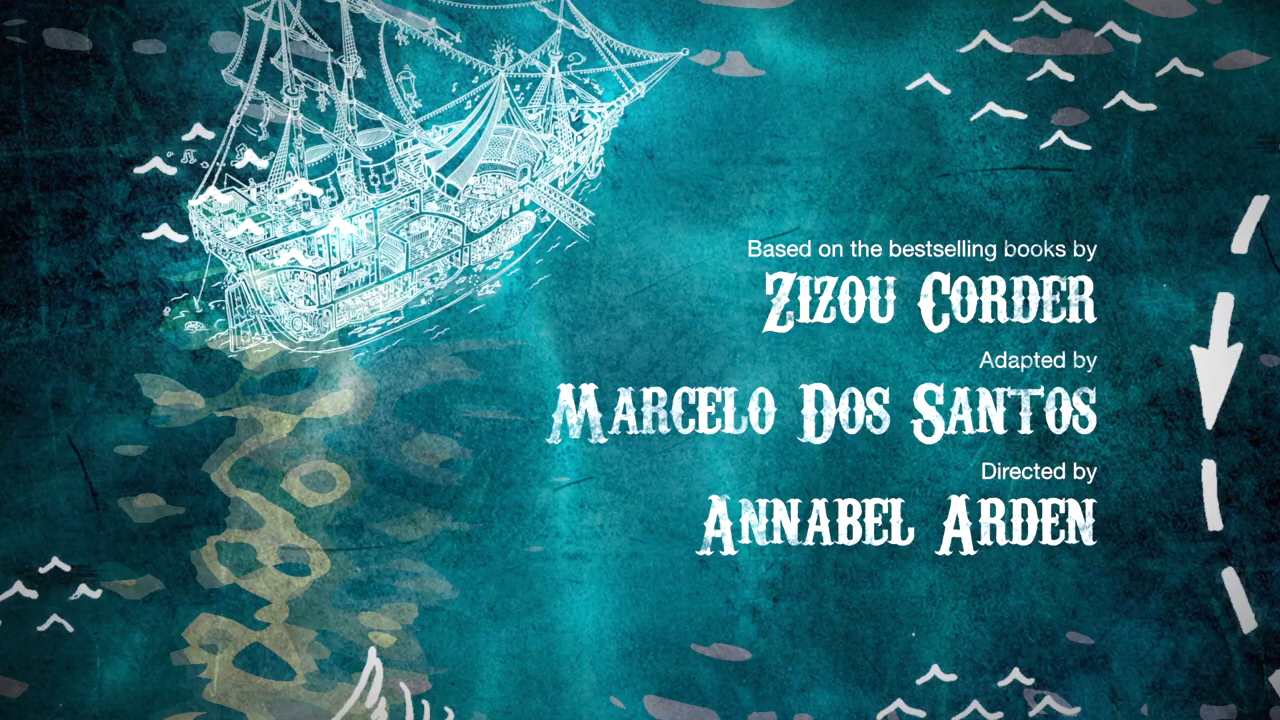 Based on the bestselling books by
Zizou Corder
Adapted by
Marcelo Dos Santos
Directed by
Annabel Arden